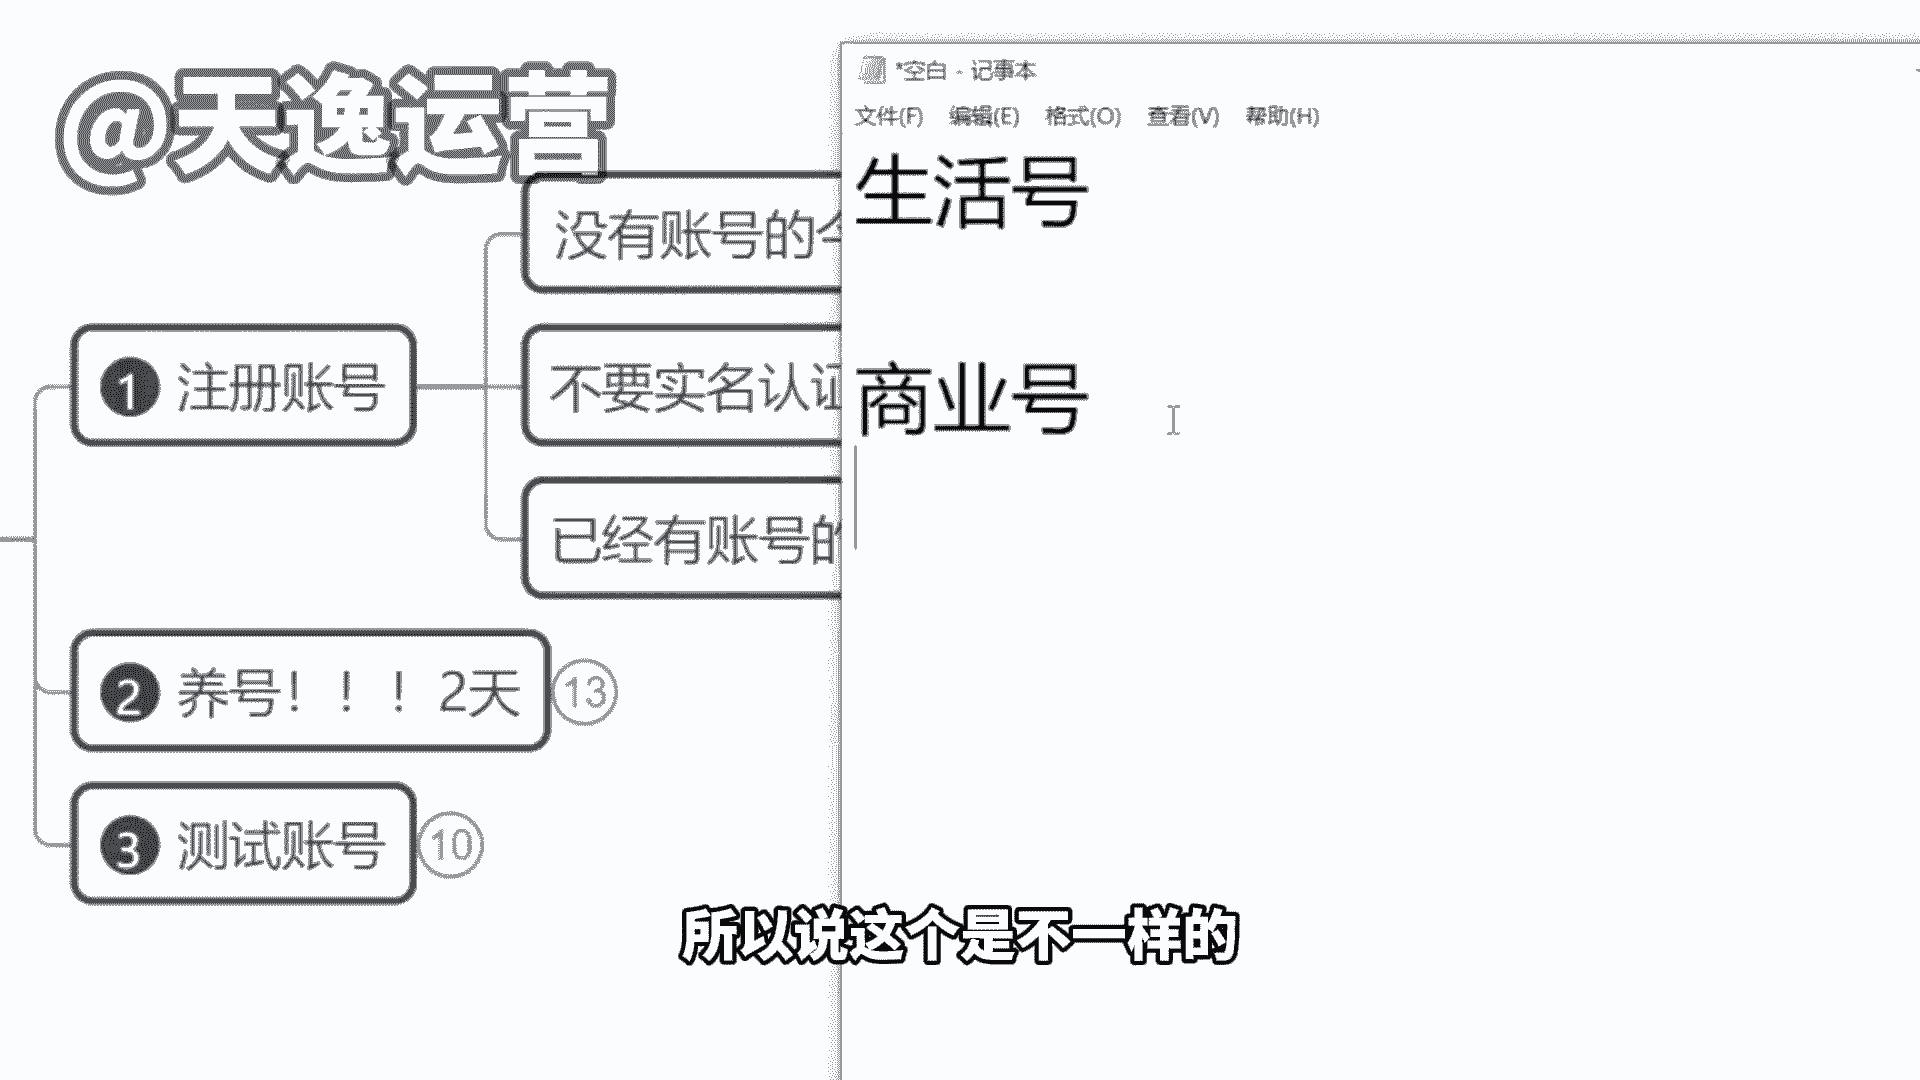 @天逸运营
*空白 - 记事本
文件(F) 编辑(E) 格式(O) 查看(V) 帮助(H)
生活号
商业号
没有账号的
1 注册账号
不要实名认证
已经有账号的
2 养号！！！2天 13
3 测试账号 10
所以说这个是不一样的